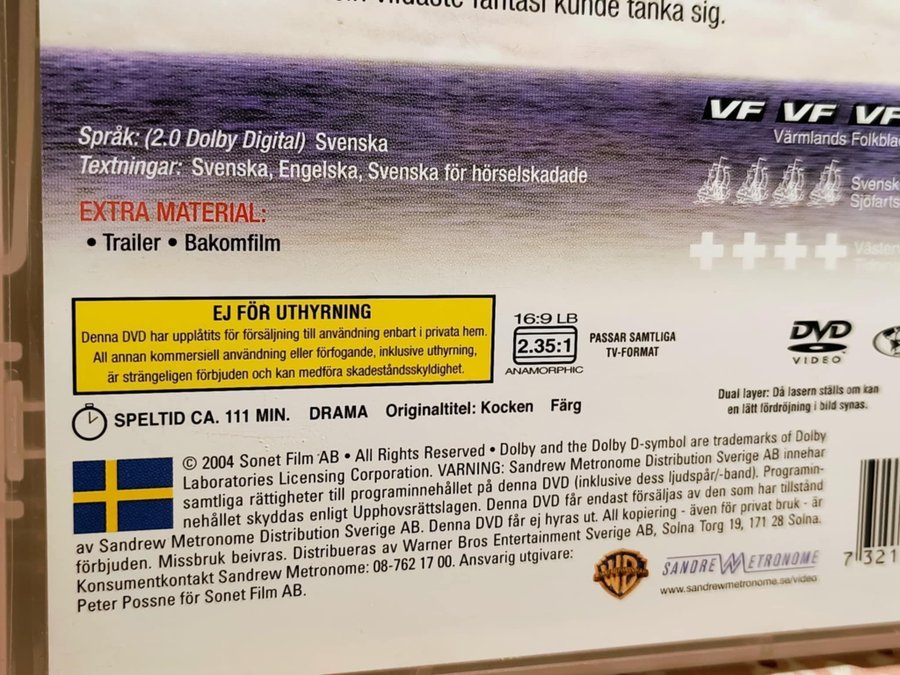 vildaste fantasi kunde tänka sig.
VF VF VF
Värmlands Folkbla
Språk: (2.0 Dolby Digital) Svenska
Textningar: Svenska, Engelska, Svenska för hörselskadade
Svensk
Sjöfarts
EXTRA MATERIAL:
• Trailer • Bakomfilm
EJ FÖR UTHYRNING
Denna DVD har upplåtits för försäljning till användning enbart i privata hem.
All annan kommersiell användning eller förfogande, inklusive uthyrning,
är strängeligen förbjuden och kan medföra skadeståndsskyldighet.
16:9 LB
2.35:1
ANAMORPHIC
PASSAR SAMTLIGA
TV-FORMAT
DVD
VIDEO
Dual layer: Då lasern ställs om kan
en lätt fördröjning i bild synas.
SPELTID CA. 111 MIN. DRAMA Originaltitel: Kocken Färg
© 2004 Sonet Film AB • All Rights Reserved • Dolby and the Dolby D-symbol are trademarks of Dolby
Laboratories Licensing Corporation. VARNING: Sandrew Metronome Distribution Sverige AB innehar
samtliga rättigheter till programinnehållet på denna DVD (inklusive dess ljudspår/-band). Programin-
nehållet skyddas enligt Upphovsrättslagen. Denna DVD får endast försäljas av den som har tillstånd
av Sandrew Metronome Distribution Sverige AB. Denna DVD får ej hyras ut. All kopiering - även för privat bruk - är
förbjuden. Missbruk beivras. Distribueras av Warner Bros Entertainment Sverige AB, Solna Torg 19, 171 28 Solna.
Konsumentkontakt Sandrew Metronome: 08-762 17 00. Ansvarig utgivare:
Peter Possne för Sonet Film AB.
WB
SANDREW METRONOME
www.sandrewmetronome.se/video
7 321